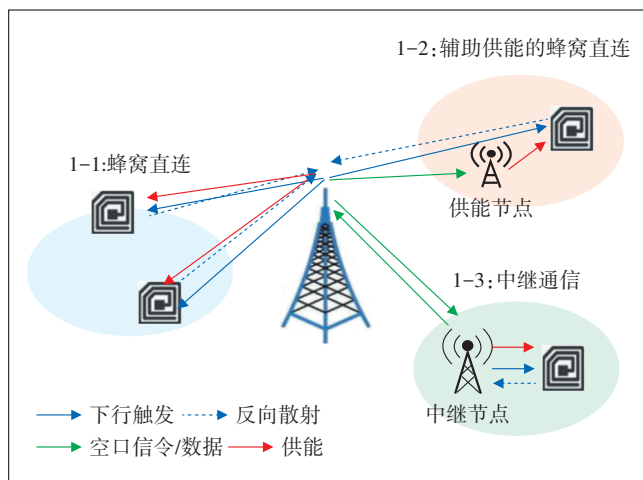 1-2:辅助供能的蜂窝直连
1-1:蜂窝直连
供能节点
1-3:中继通信
中继节点
下行触发
反向散射
空口信令/数据
供能